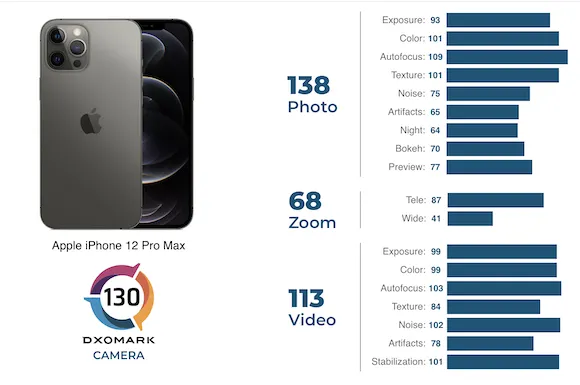 Apple iPhone 12 Pro Max
130
DXOMARK
CAMERA
138
Photo
Exposure: 93
Color: 101
Autofocus: 109
Texture: 101
Noise: 75
Artifacts: 65
Night: 64
Bokeh: 70
Preview: 77
68
Zoom
Tele: 87
Wide: 41
113
Video
Exposure: 99
Color: 99
Autofocus: 103
Texture: 84
Noise: 102
Artifacts: 78
Stabilization: 101